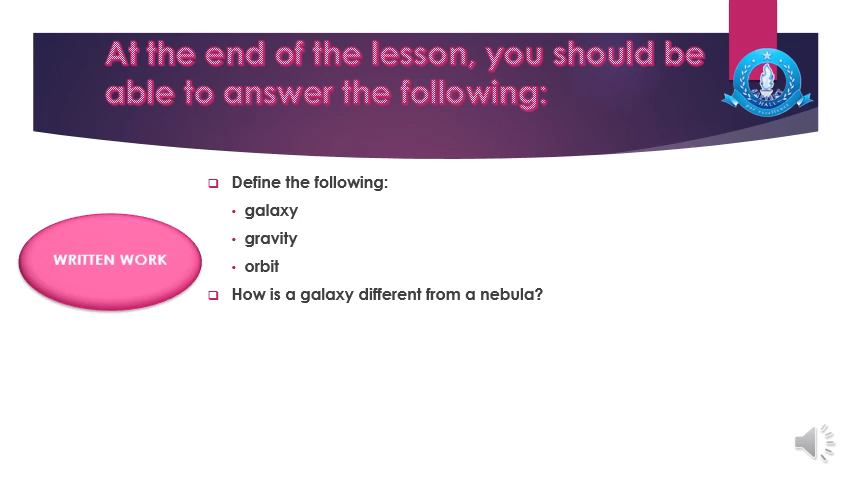 At the end of the lesson, you should be
able to answer the following:
Define the following:
galaxy
gravity
orbit
WRITTEN WORK
How is a galaxy different from a nebula?
HALL